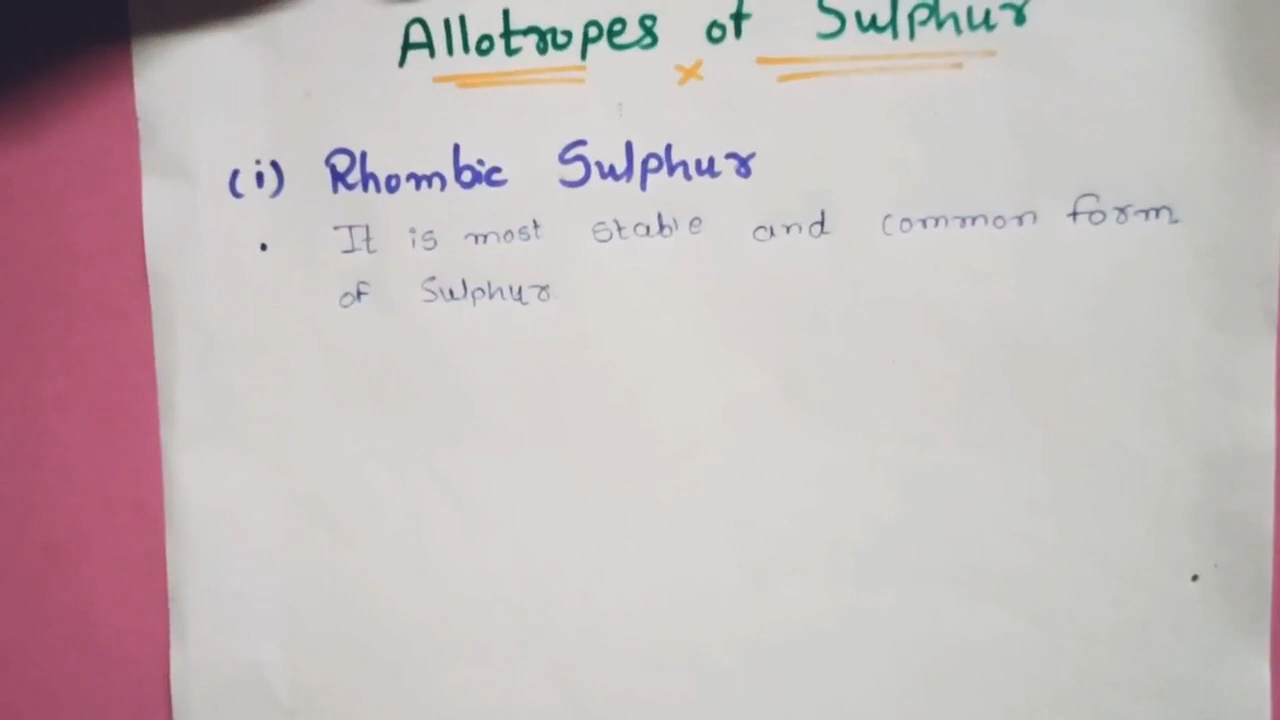 Allotropes of Sulphur
(i) Rhombic Sulphur
. It is most stable and common form
of Sulphur